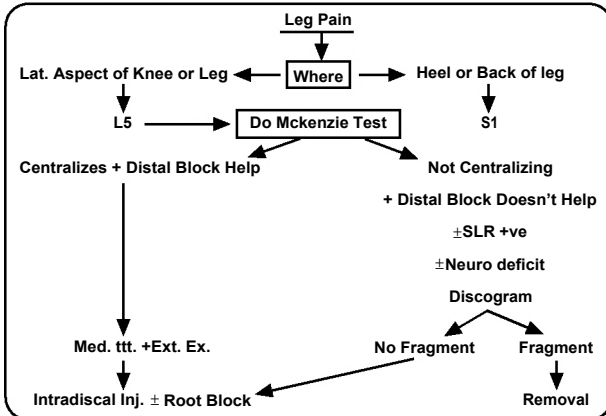 Leg Pain
Lat. Aspect of Knee or Leg
Where
Heel or Back of leg
L5
Do Mckenzie Test
S1
Centralizes + Distal Block Help
Not Centralizing
+ Distal Block Doesn't Help
±SLR +ve
±Neuro deficit
Discogram
Med. ttt. +Ext. Ex.
No Fragment
Fragment
Intradiscal Inj. ± Root Block
Removal